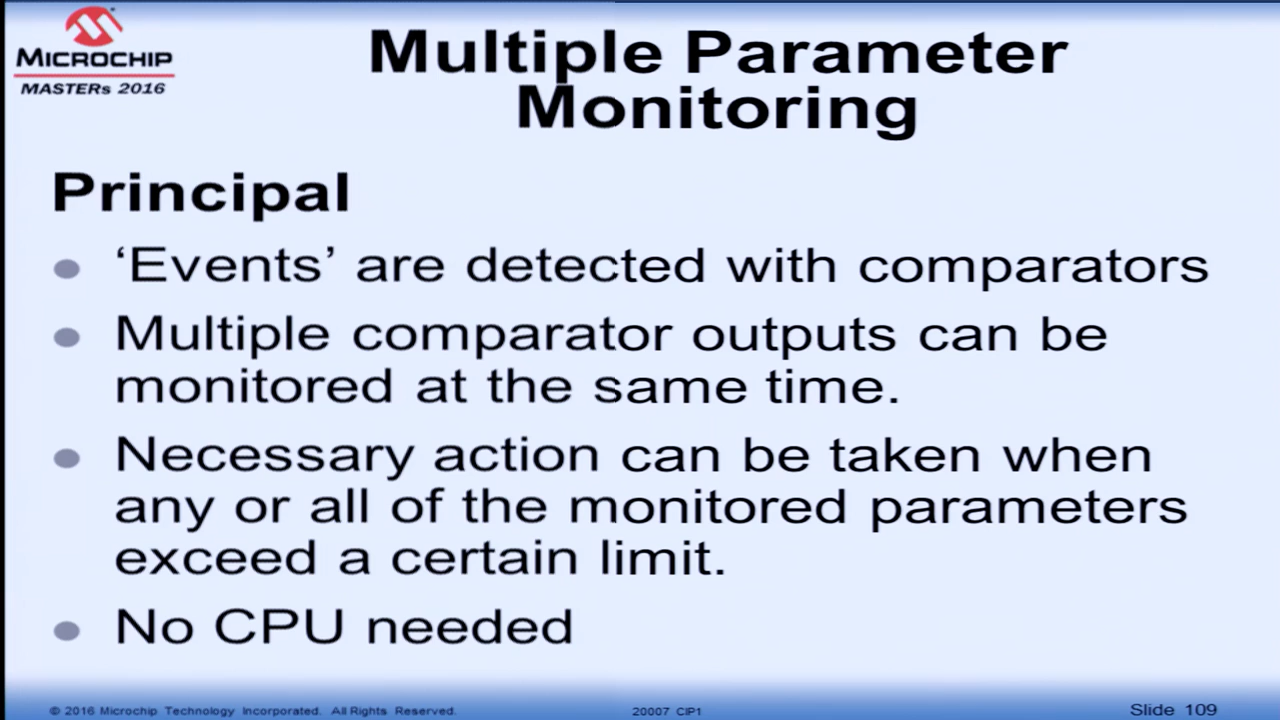 MICROCHIP
MASTERs 2016
Multiple Parameter
Monitoring
Principal
‘Events’ are detected with comparators
Multiple comparator outputs can be
monitored at the same time.
Necessary action can be taken when
any or all of the monitored parameters
exceed a certain limit.
No CPU needed
© 2016 Microchip Technology Incorporated. All Rights Reserved.
20007 CIP1
Slide 109